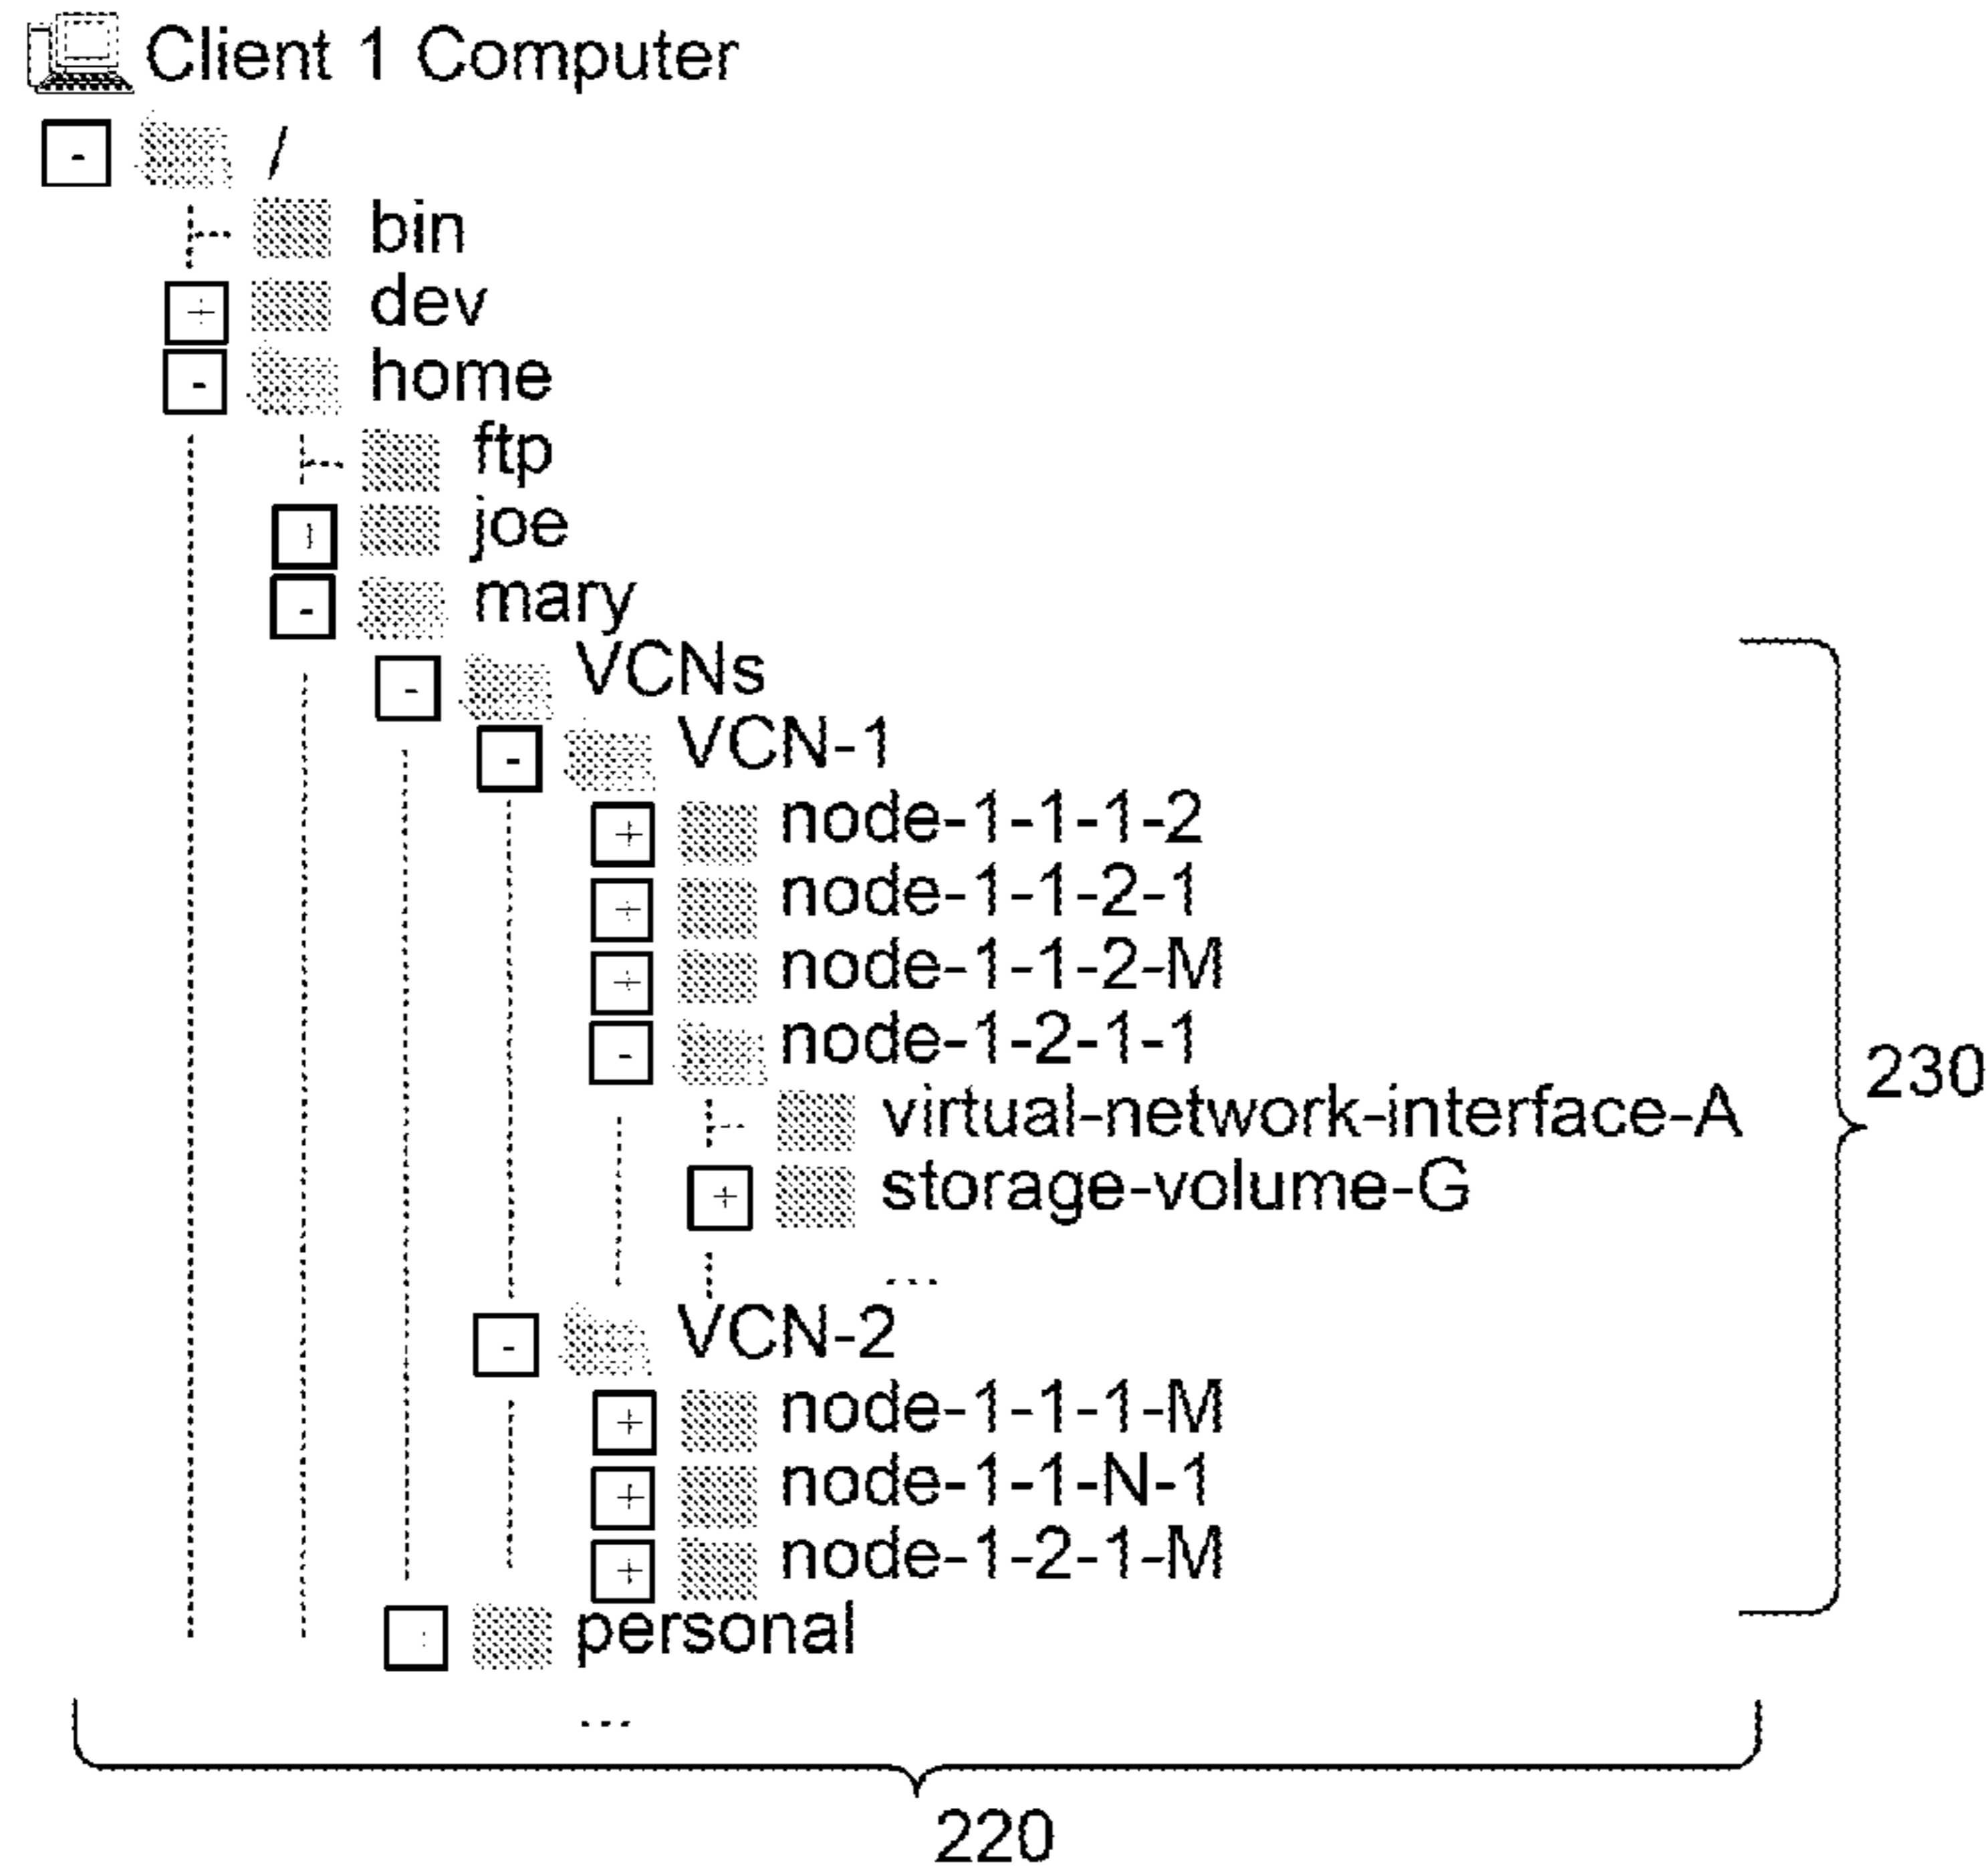 Client 1 Computer
/
bin
dev
home
ftp
joe
mary
VCNs
VCN-1
node-1-1-1-2
node-1-1-2-1
node-1-1-2-M
node-1-2-1-1
230
virtual-network-interface-A
storage-volume-G
...
VCN-2
node-1-1-1-M
node-1-1-N-1
node-1-2-1-M
personal
...
220